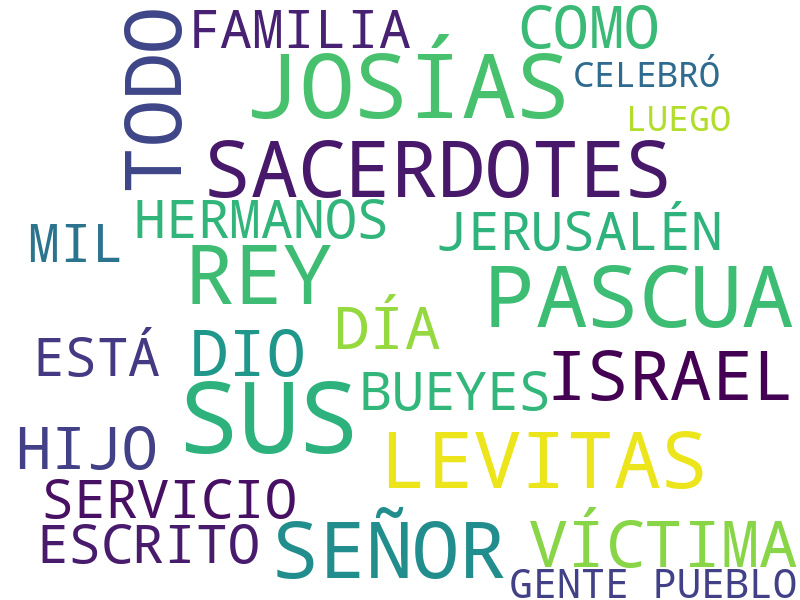 TODO
FAMILIA
COMO
JOSÍAS
CELEBRÓ
LUEGO
SACERDOTES
HERMANOS
JERUSALÉN
MIL
REY
PASCUA
DÍA
ESTÁ
DIO
ISRAEL
BUEYES
SUS
HIJO
LEVITAS
SERVICIO
ESCRITO
SEÑOR
VÍCTIMA
GENTE PUEBLO